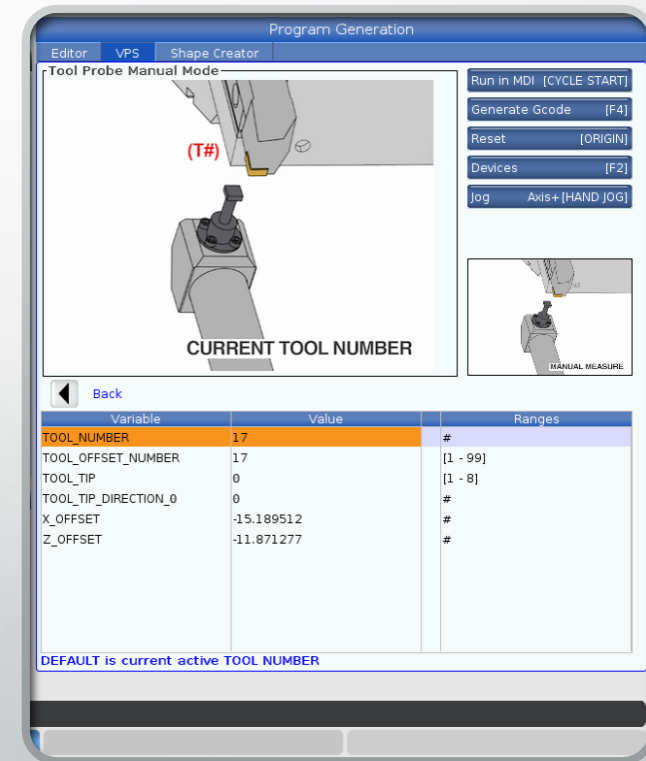 Program Generation
Editor VPS Shape Creator
Tool Probe Manual Mode
Run in MDI [CYCLE START]
Generate Gcode [F4]
Reset [ORIGIN]
Devices [F2]
Jog Axis+[HAND JOG]
(T#)
CURRENT TOOL NUMBER
MANUAL MEASURE
Back
Variable Value Ranges
TOOL_NUMBER 17 #
TOOL_OFFSET_NUMBER 17 [1 - 99]
TOOL_TIP 0 [1 - 8]
TOOL_TIP_DIRECTION_0 0 #
X_OFFSET -15.189512 #
Z_OFFSET -11.871277 #
DEFAULT is current active TOOL NUMBER